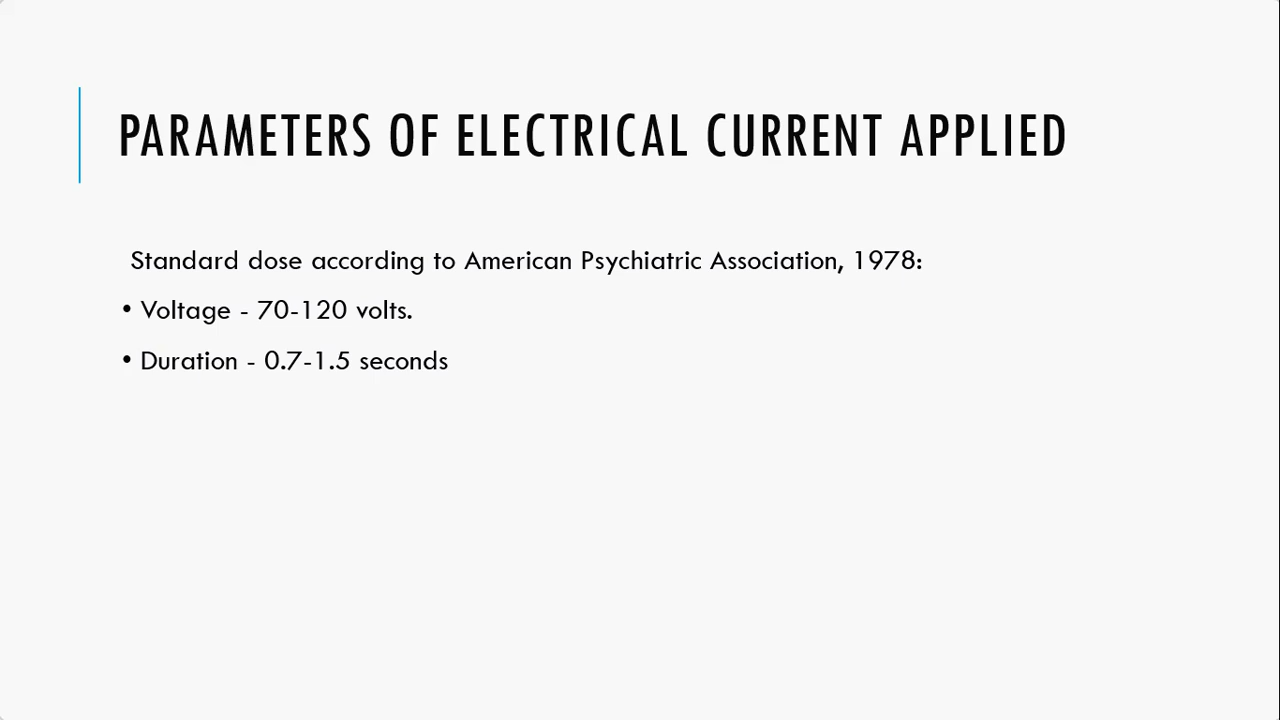 PARAMETERS OF ELECTRICAL CURRENT APPLIED
Standard dose according to American Psychiatric Association, 1978:
• Voltage - 70-120 volts.
• Duration - 0.7-1.5 seconds